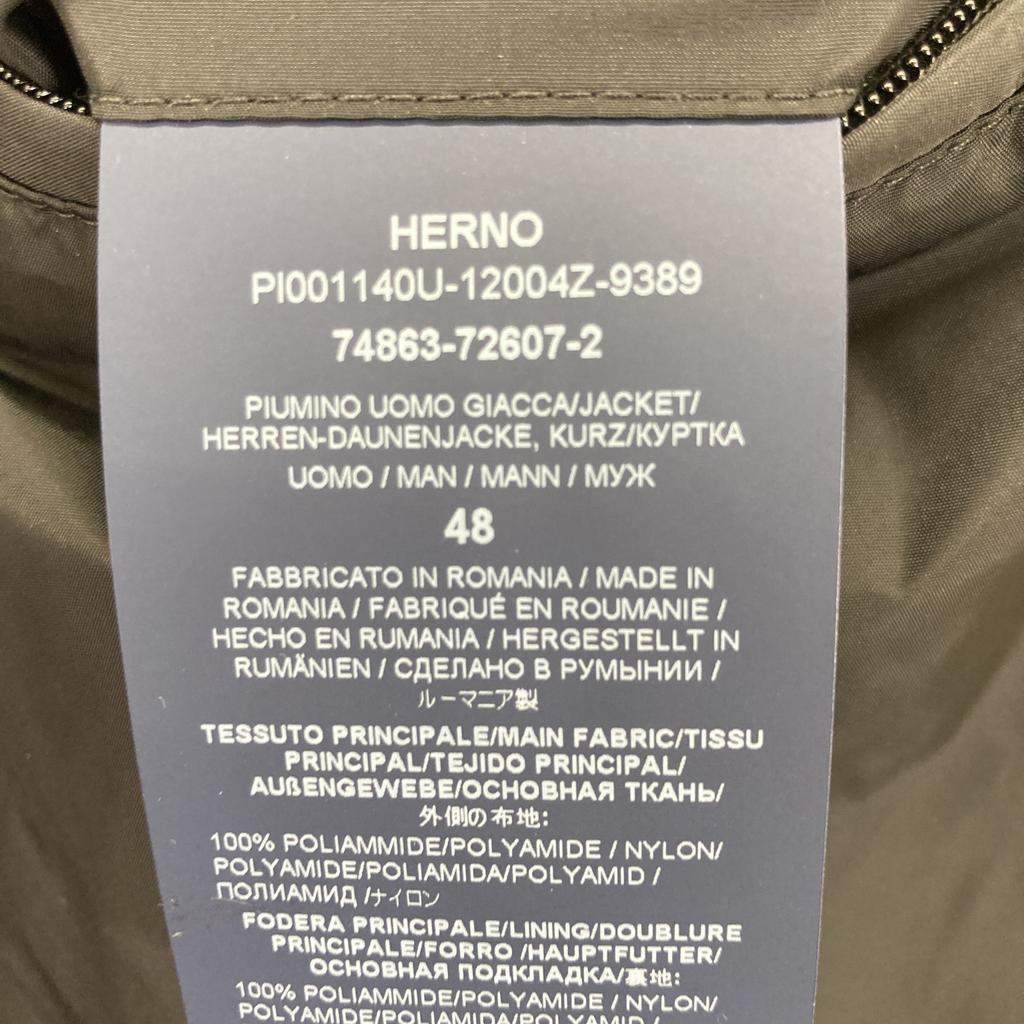 HERNO
PI001140U-12004Z-9389
74863-72607-2
PIUMINO UOMO GIACCA/JACKET/
HERREN-DAUNENJACKE, KURZ/КУРТКА
UOMO / MAN / MANN / МУЖ
48
FABBRICATO IN ROMANIA / MADE IN
ROMANIA / FABRIQUÉ EN ROUMANIE /
HECHO EN RUMANIA / HERGESTELLT IN
RUMÄNIEN / СДЕЛАНО В РУМЫНИИ /
ルーマニア製
TESSUTO PRINCIPALE/MAIN FABRIC/TISSU
PRINCIPAL/TEJIDO PRINCIPAL/
AUßENGEWEBE/ОСНОВНАЯ ТКАНЬ/
外側の布地:
100% POLIAMMIDE/POLYAMIDE / NYLON/
POLYAMIDE/POLIAMIDA/POLYAMID /
ПОЛИАМИД /ナイロン
FODERA PRINCIPALE/LINING/DOUBLURE
PRINCIPALE/FORRO /HAUPTFUTTER/
ОСНОВНАЯ ПОДКЛАДКА/裏地:
100% POLIAMMIDE/POLYAMIDE / NYLON/
POLYAMIDE/POLIAMIDA/POLYAMID /